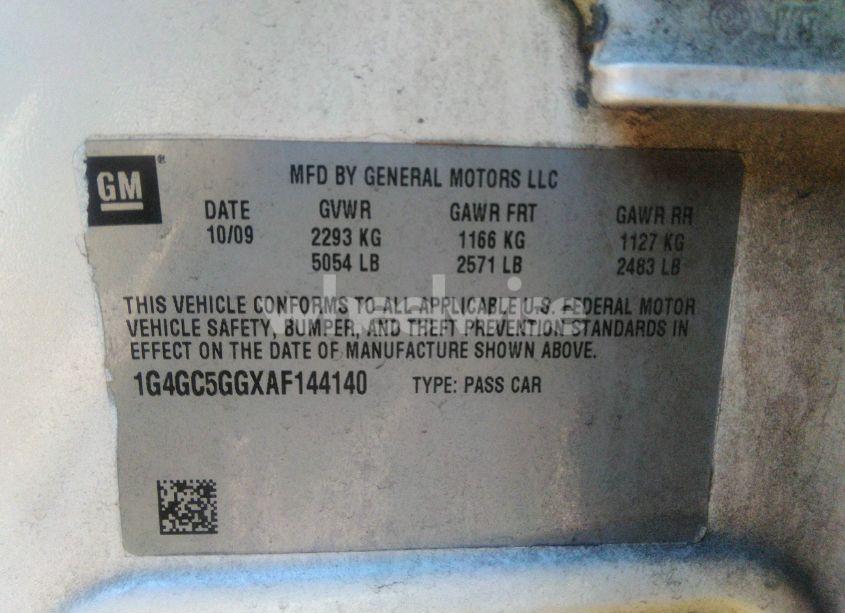 GM
MFD BY GENERAL MOTORS LLC
DATE GVWR GAWR FRT GAWR RR
10/09 2293 KG 1166 KG 1127 KG
5054 LB 2571 LB 2483 LB
THIS VEHICLE CONFORMS TO ALL APPLICABLE U.S. FEDERAL MOTOR
VEHICLE SAFETY, BUMPER, AND THEFT PREVENTION STANDARDS IN
EFFECT ON THE DATE OF MANUFACTURE SHOWN ABOVE.
1G4GC5GGXAF144140 TYPE: PASS CAR